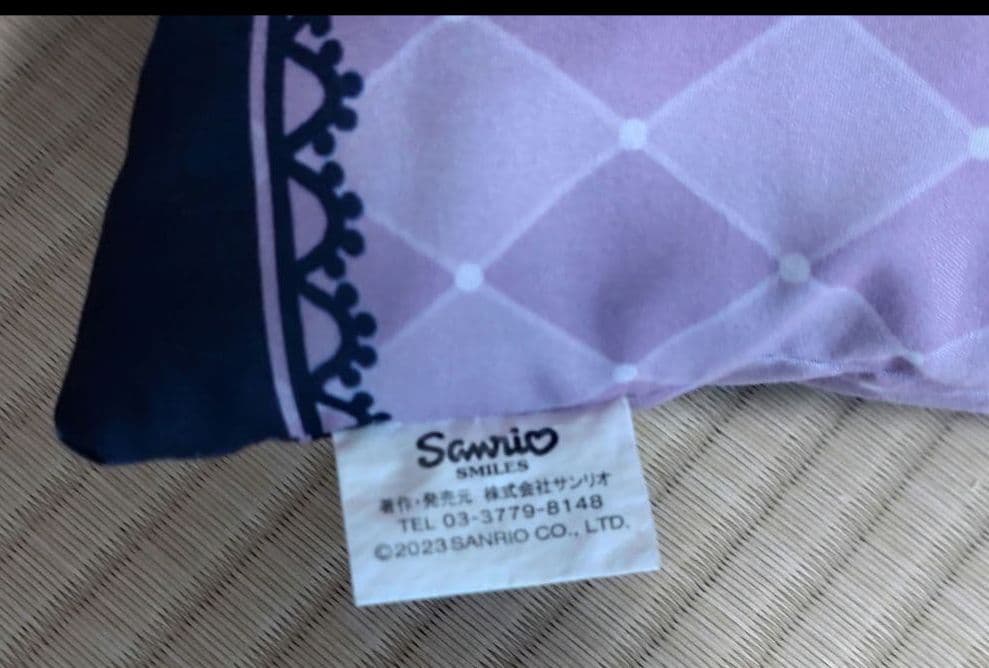 Sanrio
SMILES
著作・発売元 株式会社サンリオ
TEL 03-3779-8148
©2023 SANRIO CO., LTD.